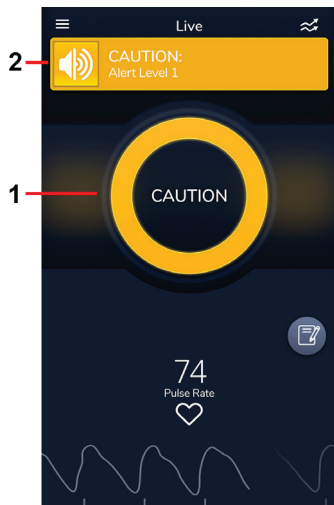 Live
2
CAUTION:
Alert Level 1
1
CAUTION
74
Pulse Rate